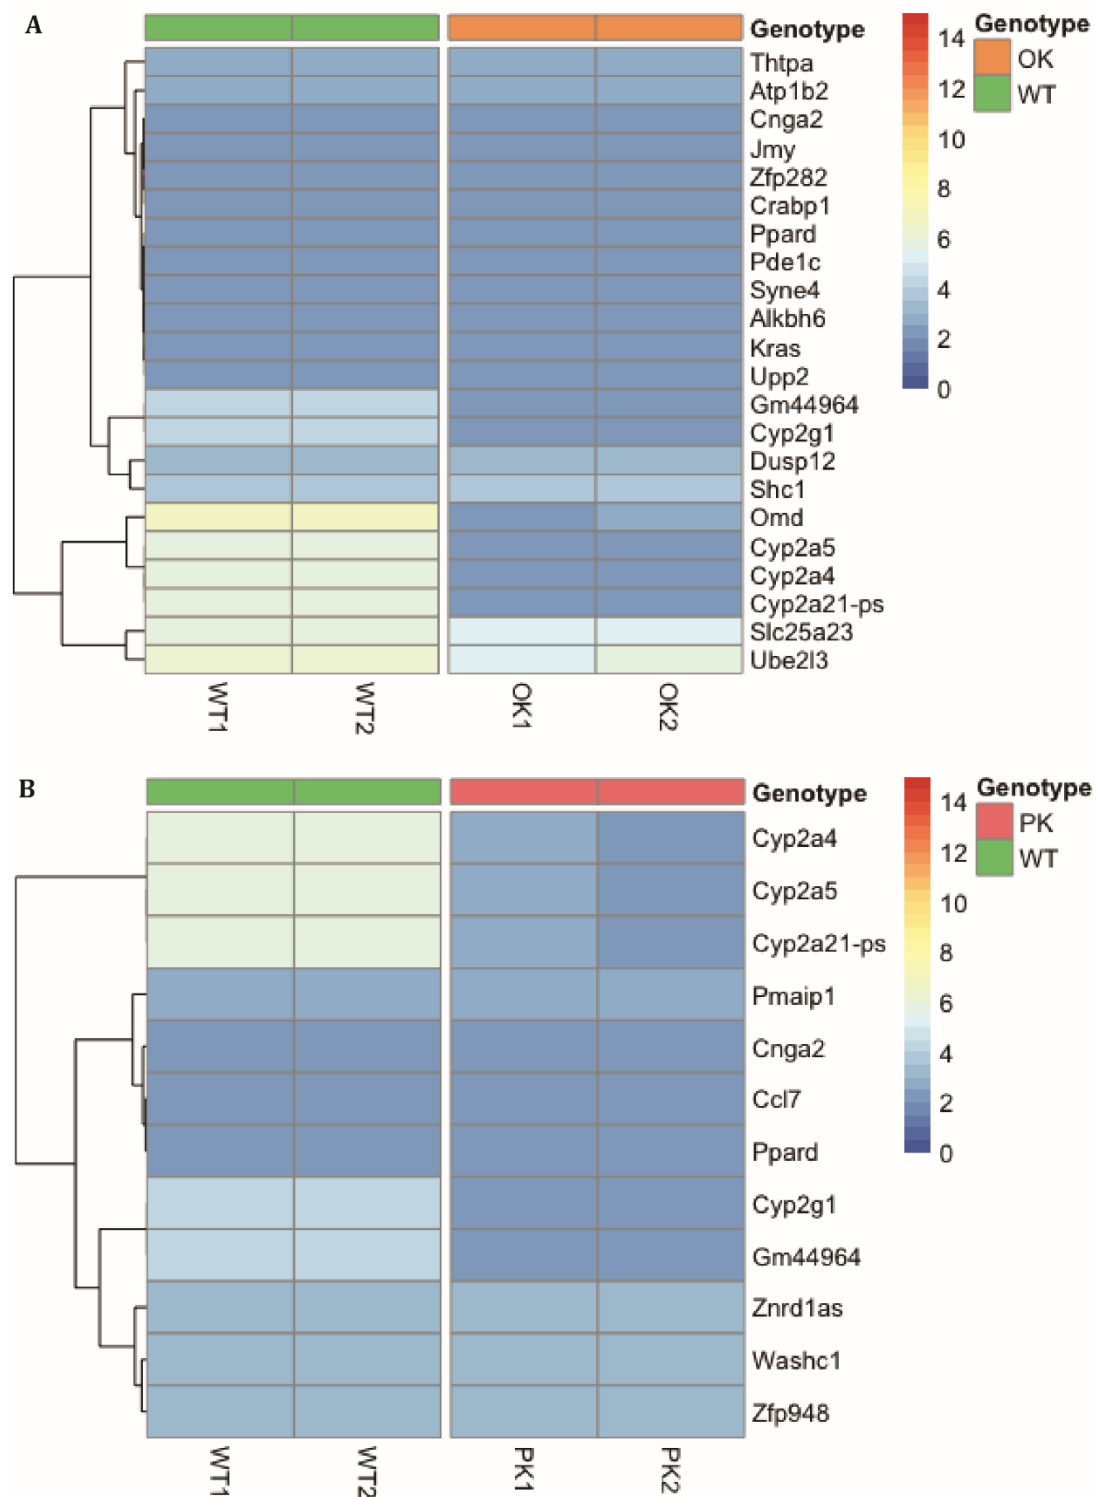 A
Genotype
Thtpa
Atp1b2
Cnga2
Jmy
Zfp282
Crabp1
Ppard
Pde1c
Syne4
Alkbh6
Kras
Upp2
Gm44964
Cyp2g1
Dusp12
Shc1
Omd
Cyp2a5
Cyp2a4
Cyp2a21-ps
Slc25a23
Ube2l3
WT1
WT2
OK1
OK2
14
12
10
8
6
4
2
0
Genotype
OK
WT
B
Genotype
Cyp2a4
Cyp2a5
Cyp2a21-ps
Pmaip1
Cnga2
Ccl7
Ppard
Cyp2g1
Gm44964
Znrd1as
Washc1
Zfp948
WT1
WT2
PK1
PK2
14
12
10
8
6
4
2
0
Genotype
PK
WT